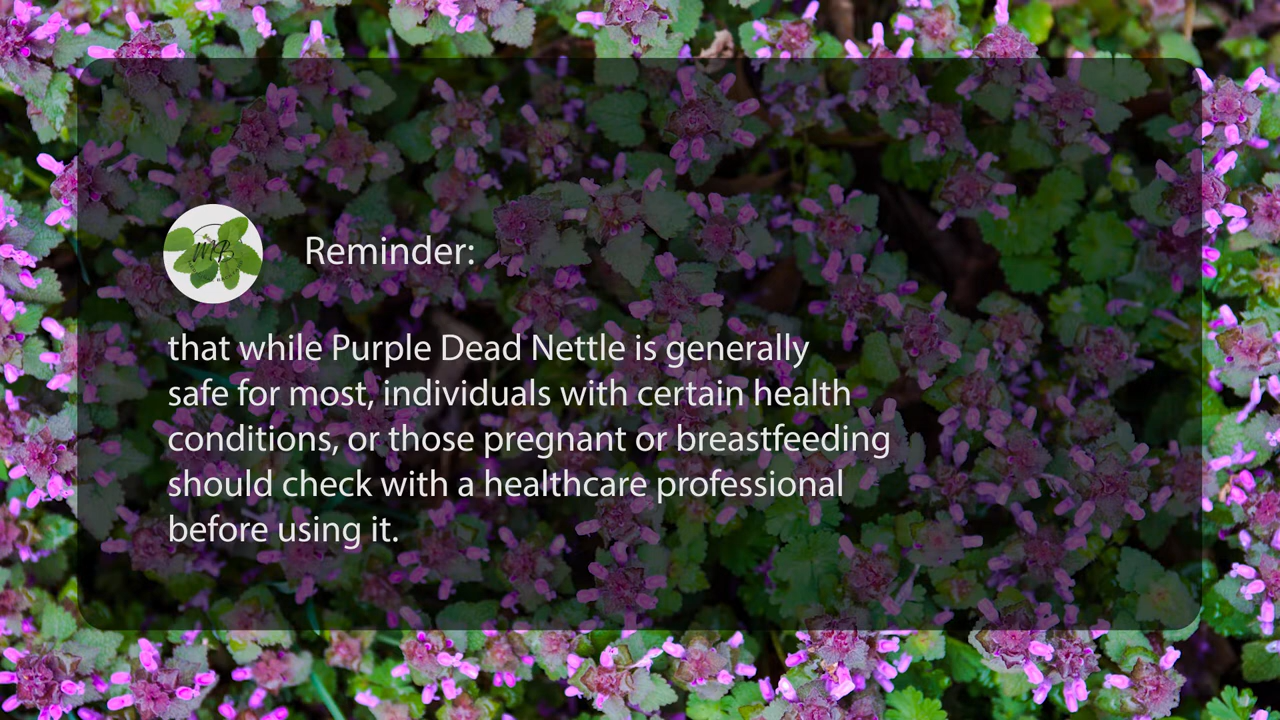 MB
Reminder:
that while Purple Dead Nettle is generally
safe for most, individuals with certain health
conditions, or those pregnant or breastfeeding
should check with a healthcare professional
before using it.